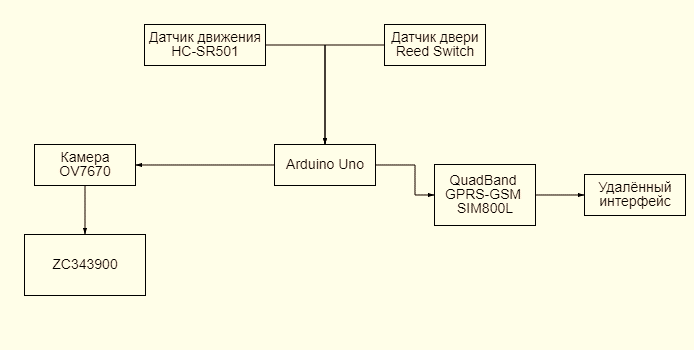 Датчик движения
HC-SR501
Датчик двери
Reed Switch
Камера
OV7670
Arduino Uno
QuadBand
GPRS-GSM
SIM800L
Удалённый
интерфейс
ZC343900